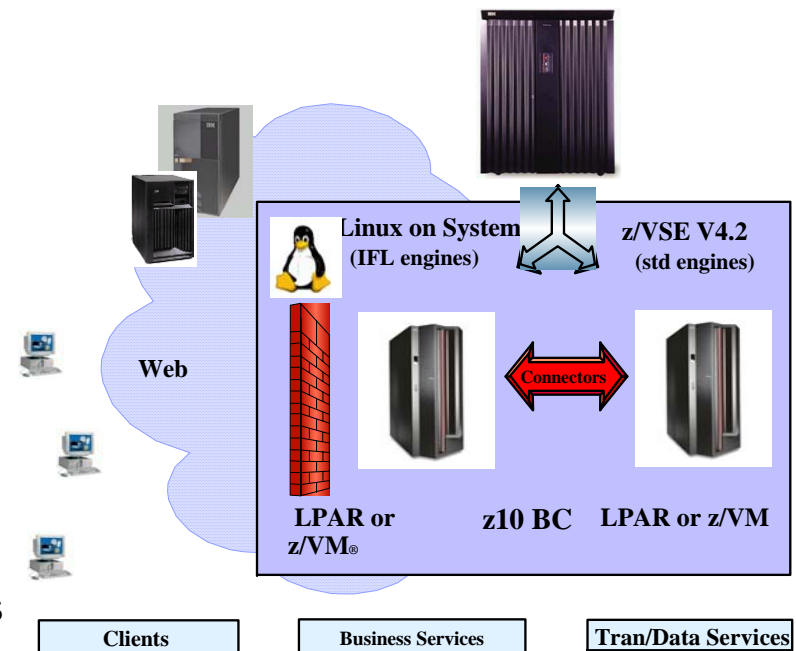 Linux on System
(IFL engines)
z/VSE V4.2
(std engines)
Web
Connectors
LPAR or
z/VM®
z10 BC
LPAR or z/VM
Clients
Business Services
Tran/Data Services